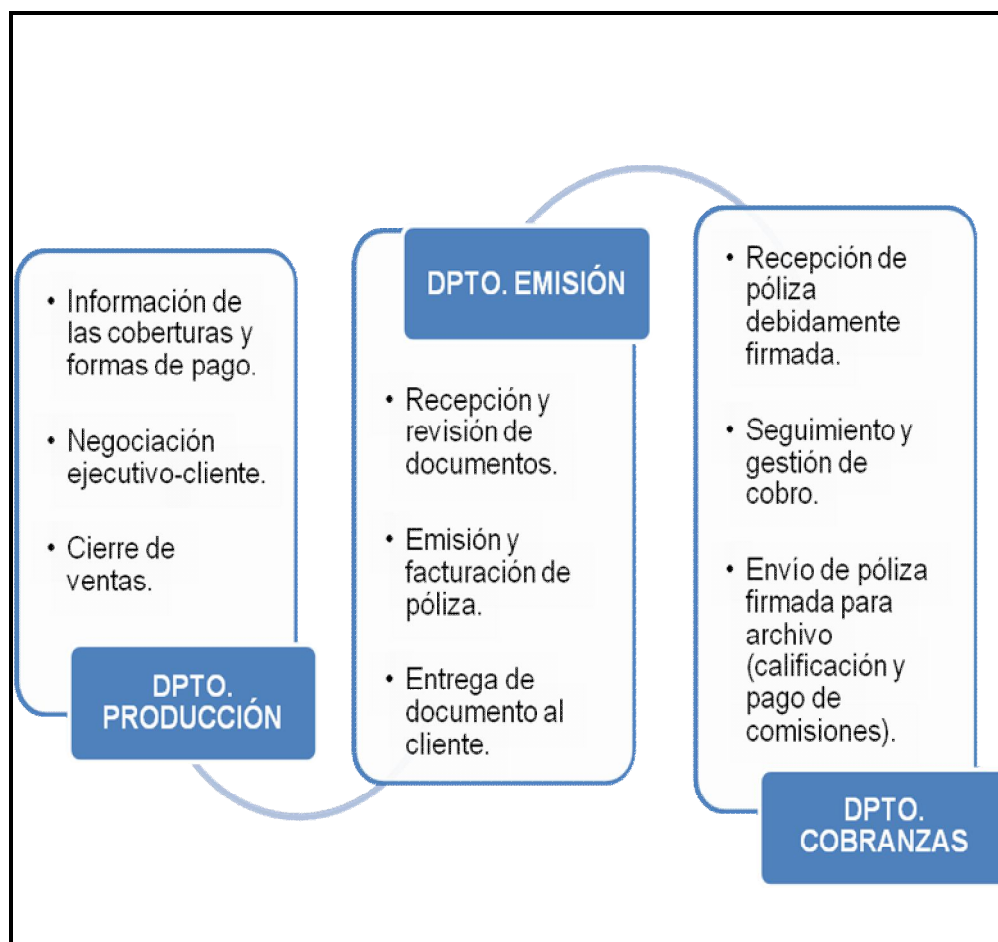 • Información de
las coberturas y
formas de pago.
• Negociación
ejecutivo-cliente.
• Cierre de
ventas.
DPTO.
PRODUCCIÓN
DPTO. EMISIÓN
• Recepción y
revisión de
documentos.
• Emisión y
facturación de
póliza.
• Entrega de
documento al
cliente.
• Recepción de
póliza
debidamente
firmada.
• Seguimiento y
gestión de
cobro.
• Envío de póliza
firmada para
archivo
(calificación y
pago de
comisiones).
DPTO.
COBRANZAS